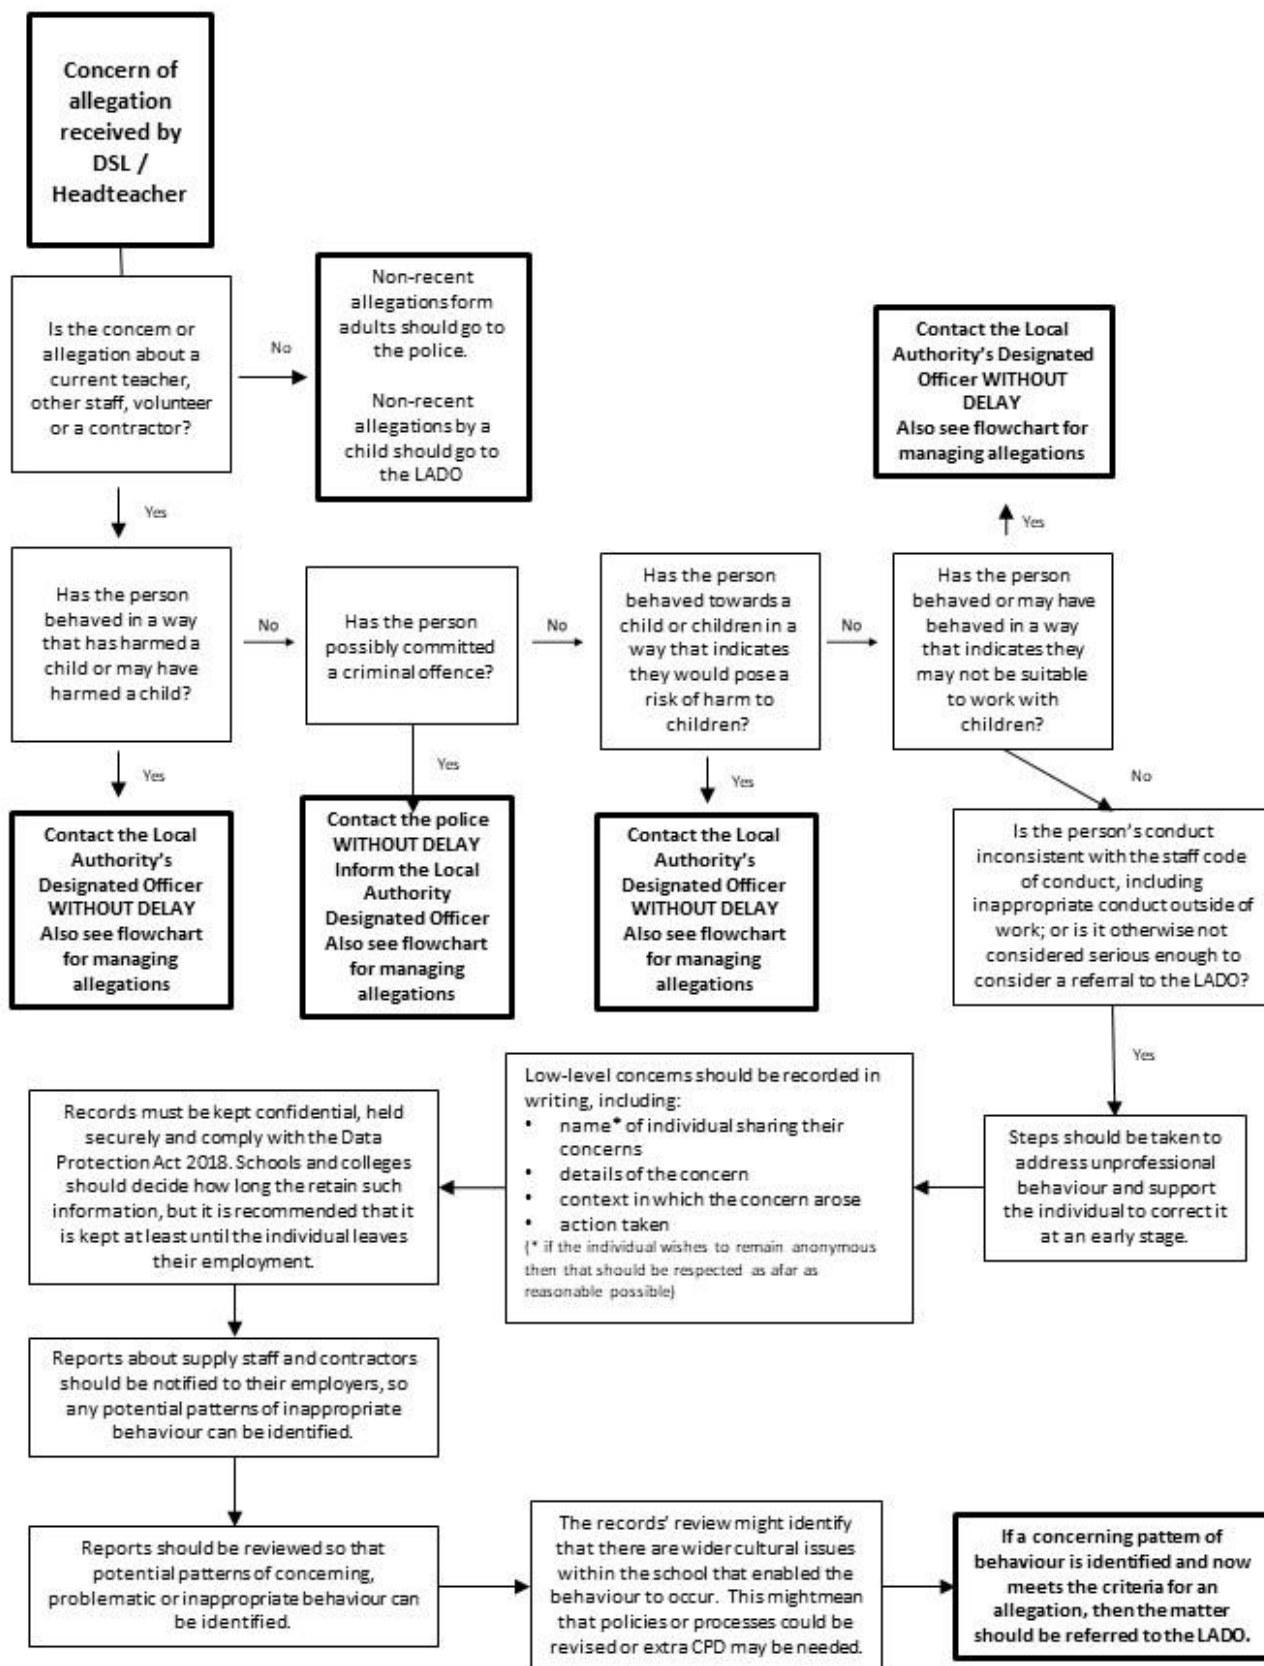 Concern of
allegation
received by
DSL /
Headteacher
Is the concern or
allegation about a
current teacher,
other staff, volunteer
or a contractor?
No
Non-recent
allegations form
adults should go to
the police.
Non-recent
allegations by a
child should go to
the LADO
Contact the Local
Authority's Designated
Officer WITHOUT
DELAY
Also see flowchart for
managing allegations
Yes
Yes
Has the person
behaved in a way
that has harmed a
child or may have
harmed a child?
No
Has the person
possibly committed
a criminal offence?
No
Has the person
behaved towards a
child or children in a
way that indicates
they would pose a
risk of harm to
children?
No
Has the person
behaved or may have
behaved in a way
that indicates they
may not be suitable
to work with
children?
Yes
Yes
Yes
No
Contact the Local
Authority's
Designated Officer
WITHOUT DELAY
Also see flowchart
for managing
allegations
Contact the police
WITHOUT DELAY
Inform the Local
Authority
Designated Officer
Also see flowchart
for managing
allegations
Contact the Local
Authority's
Designated Officer
WITHOUT DELAY
Also see flowchart
for managing
allegations
Is the person's conduct
inconsistent with the staff code
of conduct, including
inappropriate conduct outside of
work; or is it otherwise not
considered serious enough to
consider a referral to the LADO?
Yes
Steps should be taken to
address unprofessional
behaviour and support
the individual to correct it
at an early stage.
Low-level concerns should be recorded in
writing, including:
• name* of individual sharing their
concerns
• details of the concern
• context in which the concern arose
• action taken
(* if the individual wishes to remain anonymous
then that should be respected as afar as
reasonable possible)
Records must be kept confidential, held
securely and comply with the Data
Protection Act 2018. Schools and colleges
should decide how long the retain such
information, but it is recommended that it
is kept at least until the individual leaves
their employment.
Reports about supply staff and contractors
should be notified to their employers, so
any potential patterns of inappropriate
behaviour can be identified.
Reports should be reviewed so that
potential patterns of concerning,
problematic or inappropriate behaviour can
be identified.
The records' review might identify
that there are wider cultural issues
within the school that enabled the
behaviour to occur. This might mean
that policies or processes could be
revised or extra CPD may be needed.
If a concerning pattern of
behaviour is identified and now
meets the criteria for an
allegation, then the matter
should be referred to the LADO.